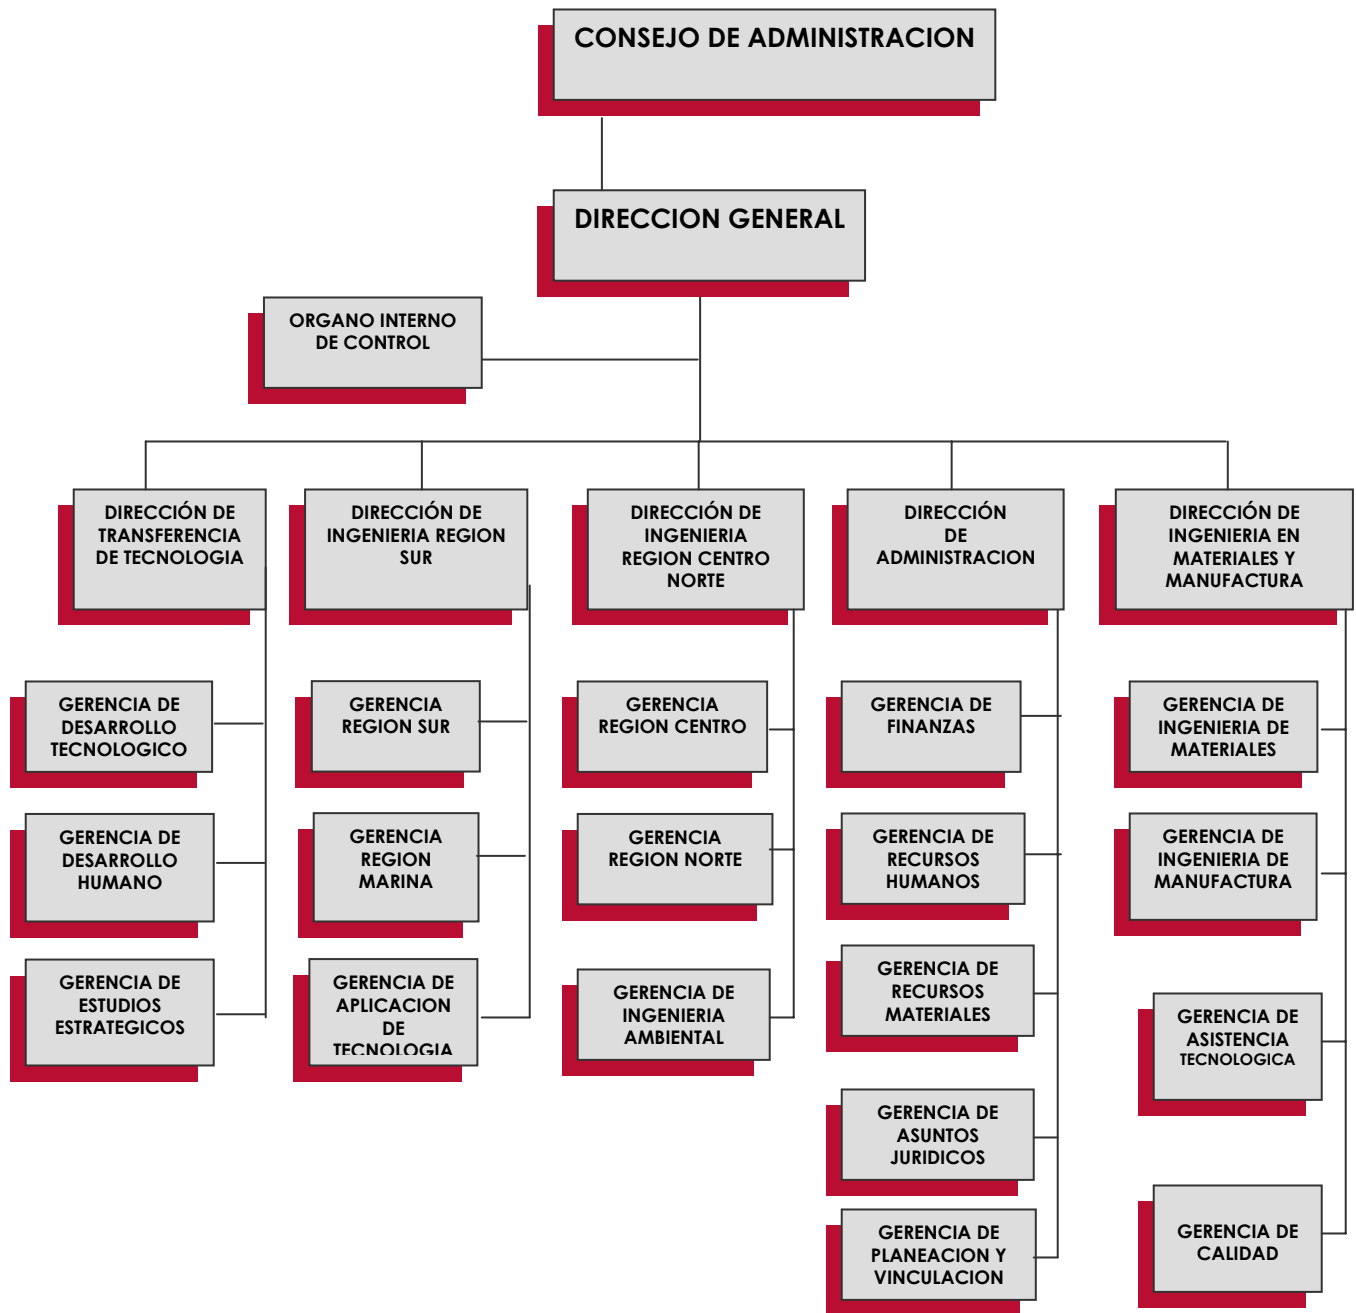 CONSEJO DE ADMINISTRACION
DIRECCION GENERAL
ORGANO INTERNO
DE CONTROL
DIRECCIÓN DE
TRANSFERENCIA
DE TECNOLOGIA
DIRECCIÓN DE
INGENIERIA REGION
SUR
DIRECCIÓN DE
INGENIERIA
REGION CENTRO
NORTE
DIRECCIÓN
DE
ADMINISTRACION
DIRECCIÓN DE
INGENIERIA EN
MATERIALES Y
MANUFACTURA
GERENCIA DE
DESARROLLO
TECNOLOGICO
GERENCIA
REGION SUR
GERENCIA
REGION CENTRO
GERENCIA DE
FINANZAS
GERENCIA DE
INGENIERIA DE
MATERIALES
GERENCIA DE
DESARROLLO
HUMANO
GERENCIA
REGION
MARINA
GERENCIA
REGION NORTE
GERENCIA DE
RECURSOS
HUMANOS
GERENCIA DE
INGENIERIA DE
MANUFACTURA
GERENCIA DE
ESTUDIOS
ESTRATEGICOS
GERENCIA DE
APLICACION
DE
TECNOLOGIA
GERENCIA DE
INGENIERIA
AMBIENTAL
GERENCIA DE
RECURSOS
MATERIALES
GERENCIA DE
ASISTENCIA
TECNOLOGICA
GERENCIA DE
ASUNTOS
JURIDICOS
GERENCIA DE
PLANEACION Y
VINCULACION
GERENCIA DE
CALIDAD